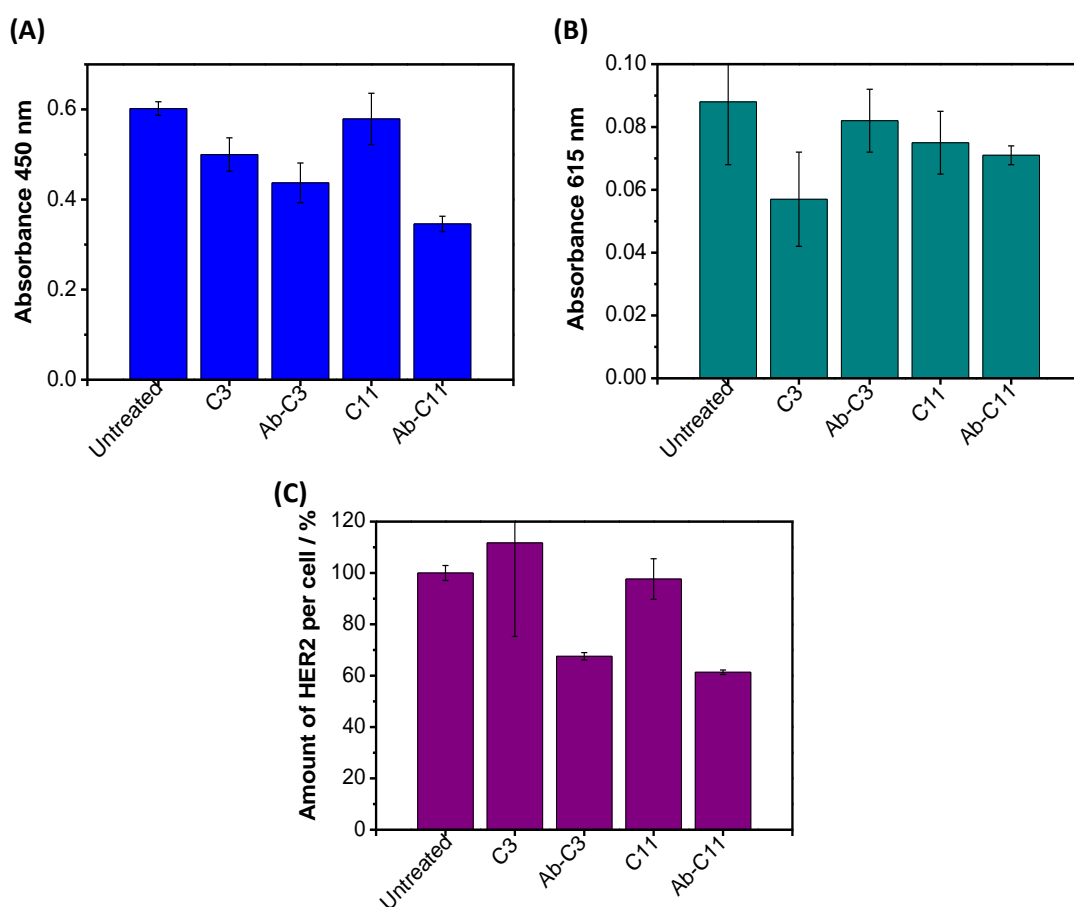 (A)
Absorbance 450 nm
0.6
0.4
0.2
0.0
Untreated
C3
Ab-C3
C11
Ab-C11
(B)
Absorbance 615 nm
0.10
0.08
0.06
0.04
0.02
0.00
Untreated
C3
Ab-C3
C11
Ab-C11
(C)
Amount of HER2 per cell / %
120
100
80
60
40
20
0
Untreated
C3
Ab-C3
C11
Ab-C11